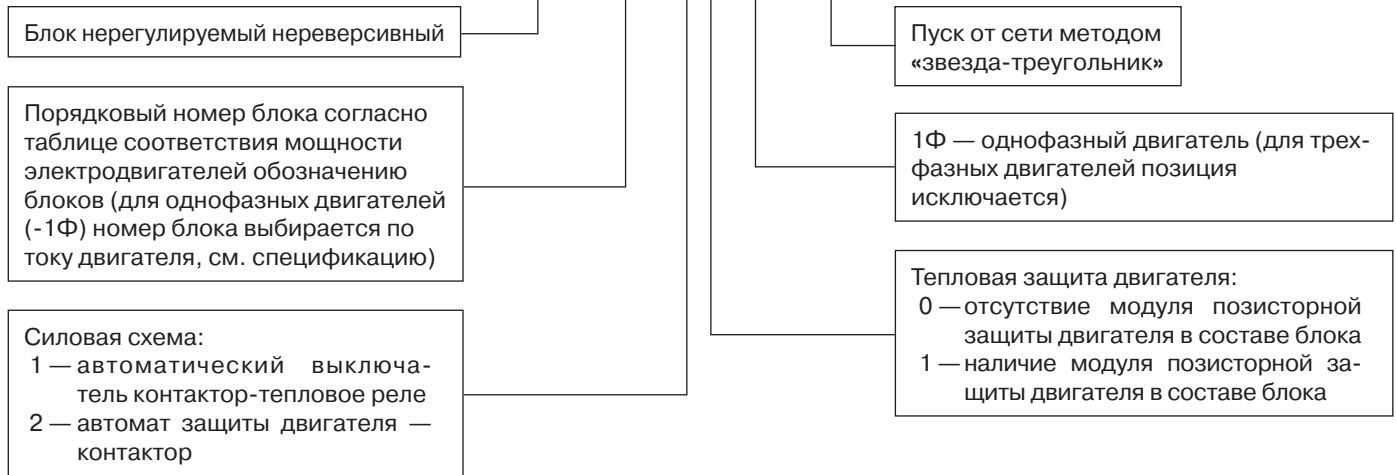 Блок нерегулируемый нереверсивный
Порядковый номер блока согласно
таблице соответствия мощности
электродвигателей обозначению
блоков (для однофазных двигателей
(-1Ф) номер блока выбирается по
току двигателя, см. спецификацию)
Силовая схема:
1 — автоматический выключа-
тель контактор-тепловое реле
2 — автомат защиты двигателя —
контактор
Пуск от сети методом
«звезда-треугольник»
1Ф — однофазный двигатель (для трех-
фазных двигателей позиция
исключается)
Тепловая защита двигателя:
0 — отсутствие модуля позисторной
защиты двигателя в составе блока
1 — наличие модуля позисторной за-
щиты двигателя в составе блока